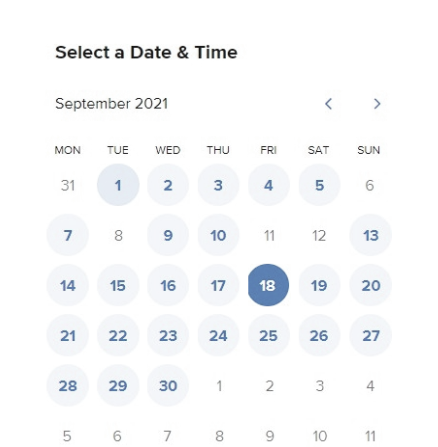 Select a Date & Time
September 2021
MON TUE WED THU FRI SAT SUN
31 1 2 3 4 5 6
7 8 9 10 11 12 13
14 15 16 17 18 19 20
21 22 23 24 25 26 27
28 29 30 1 2 3 4
5 6 7 8 9 10 11